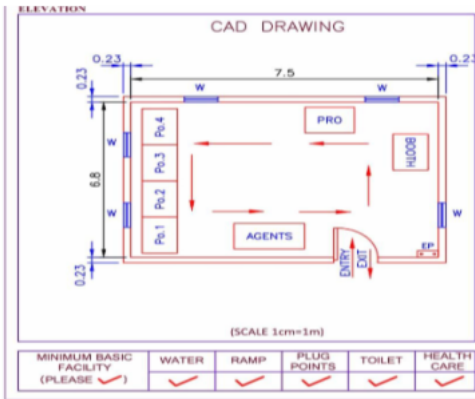 ELEVATION
CAD DRAWING
0.23
0.23
7.5
0.23
W
W
PRO
BOOTH
W
Po.4
Po.3
6.8
W
Po.2
Po.1
W
AGENTS
EP
ENTRY
EXIT
0.23
(SCALE 1cm=1m)
MINIMUM BASIC FACILITY (PLEASE ✓)
WATER
RAMP
PLUG POINTS
TOILET
HEALTH CARE
✓ ✓ ✓ ✓ ✓